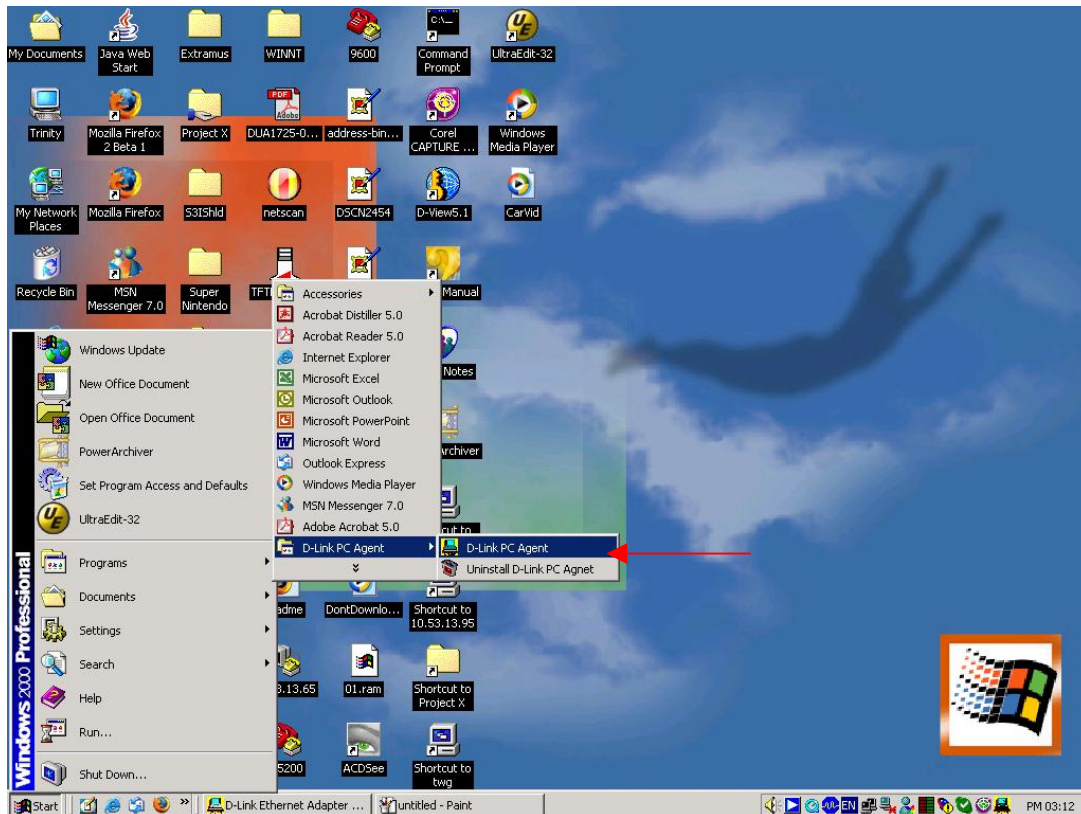 My Documents
Java Web
Start
Extramus
WINNT
9600
Command
Prompt
UltraEdit-32
Trinity
Mozilla Firefox
2 Beta 1
Project X
DUA1725-0...
address-bin...
Corel
CAPTURE ...
Windows
Media Player
My Network
Places
Mozilla Firefox
S3IShld
netscan
DSCN2454
D-View5.1
CarVid
Recycle Bin
MSN
Messenger 7.0
Super
Nintendo
Manual
Notes
Shortcut to
10.53.13.95
DontDownlo...
01.ram
Shortcut to
Project X
ACDSee
Shortcut to
twg
Windows 2000 Professional
Windows Update
New Office Document
Open Office Document
PowerArchiver
Set Program Access and Defaults
UltraEdit-32
Programs
Documents
Settings
Search
Help
Run...
Shut Down...
Accessories
Acrobat Distiller 5.0
Acrobat Reader 5.0
Internet Explorer
Microsoft Excel
Microsoft Outlook
Microsoft PowerPoint
Microsoft Word
Outlook Express
Windows Media Player
MSN Messenger 7.0
Adobe Acrobat 5.0
D-Link PC Agent
D-Link PC Agent
Uninstall D-Link PC Agnet
Start
D-Link Ethernet Adapter ...
untitled - Paint
EN
PM 03:12